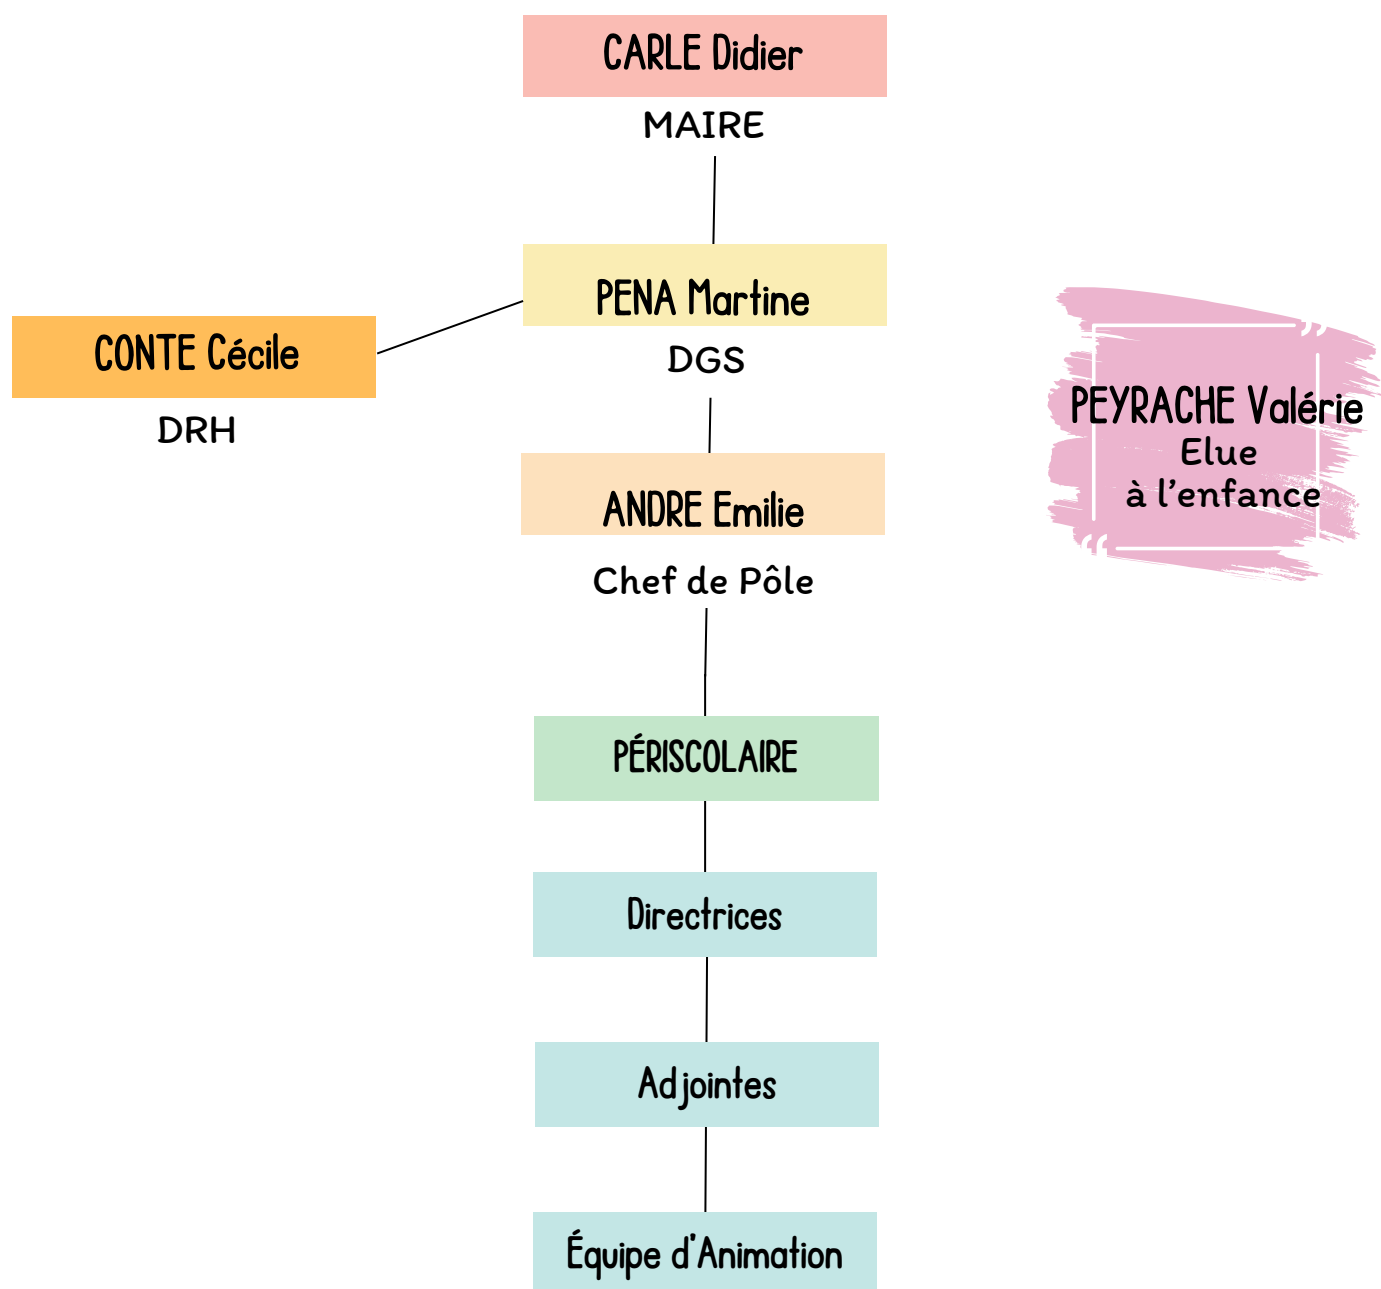 CARLE Didier
MAIRE
PENA Martine
DGS
CONTE Cécile
DRH
PEYRACHE Valérie
Elue
à l'enfance
ANDRE Emilie
Chef de Pôle
PÉRISCOLAIRE
Directrices
Adjointes
Équipe d'Animation